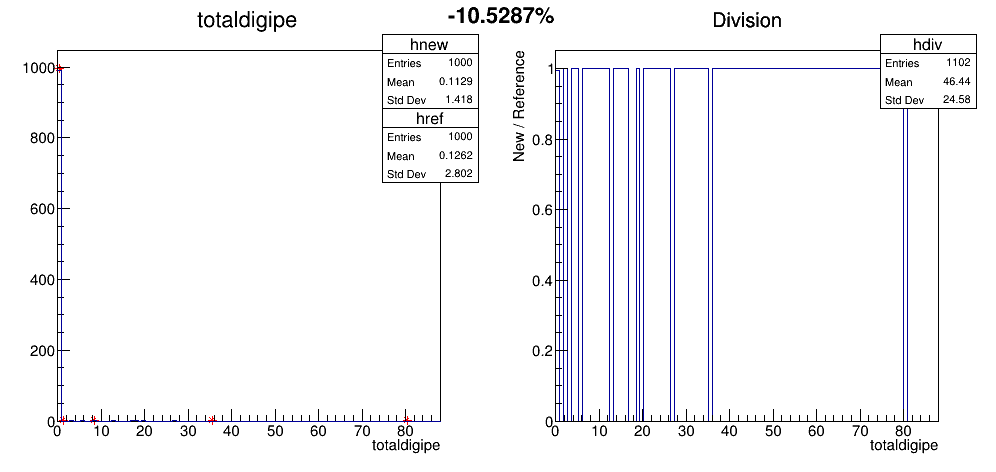 totaldigipe
-10.5287%
Division
hnew
Entries 1000
Mean 0.1129
Std Dev 1.418
href
Entries 1000
Mean 0.1262
Std Dev 2.802
1000
800
600
400
200
0
0 10 20 30 40 50 60 70 80
totaldigipe
hdiv
Entries 1102
Mean 46.44
Std Dev 24.58
New / Reference
1
0.8
0.6
0.4
0.2
0
0 10 20 30 40 50 60 70 80
totaldigipe